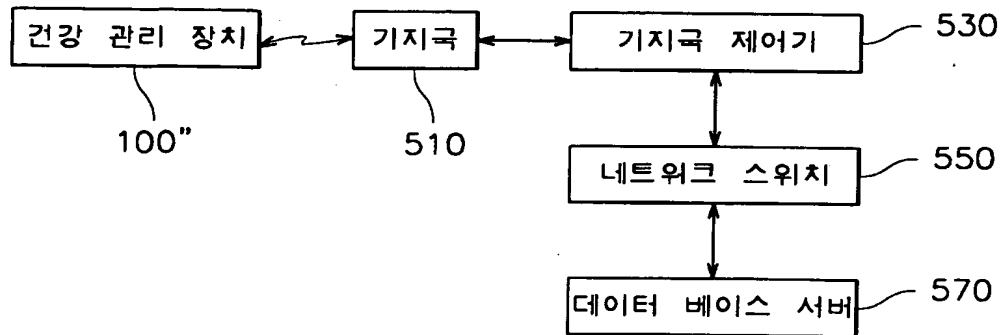 건강 관리 장치
기지국
기지국 제어기
530
100"
510
네트워크 스위치
550
데이터 베이스 서버
570